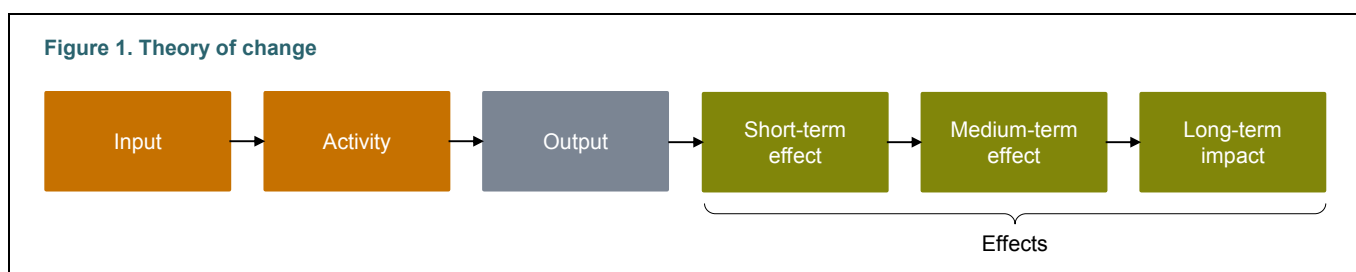 Figure 1. Theory of change
Input
Activity
Output
Short-term
effect
Medium-term
effect
Long-term
impact
Effects